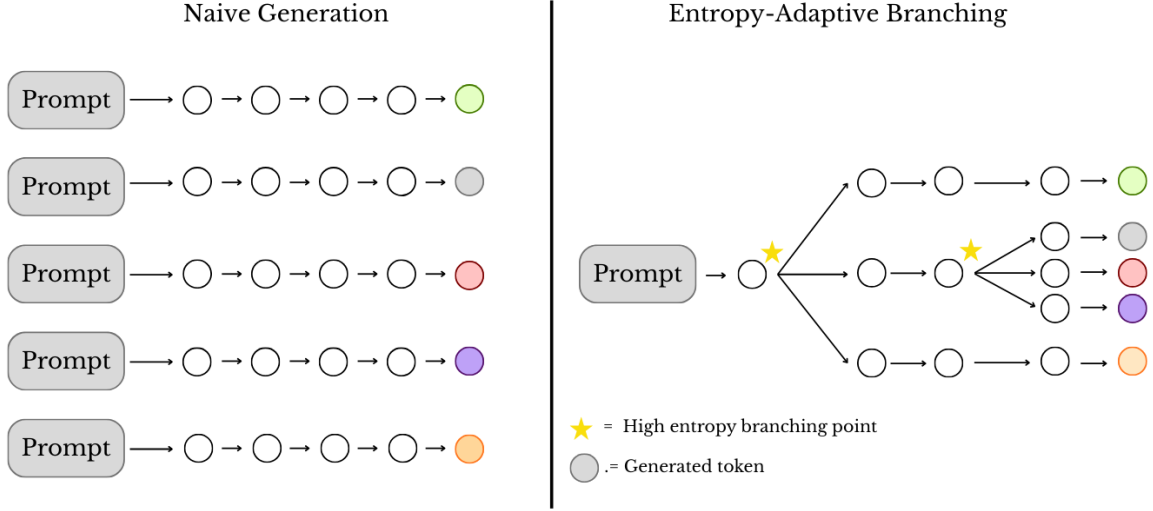 Naive Generation
Prompt
Prompt
Prompt
Prompt
Prompt
Entropy-Adaptive Branching
Prompt
= High entropy branching point
.= Generated token